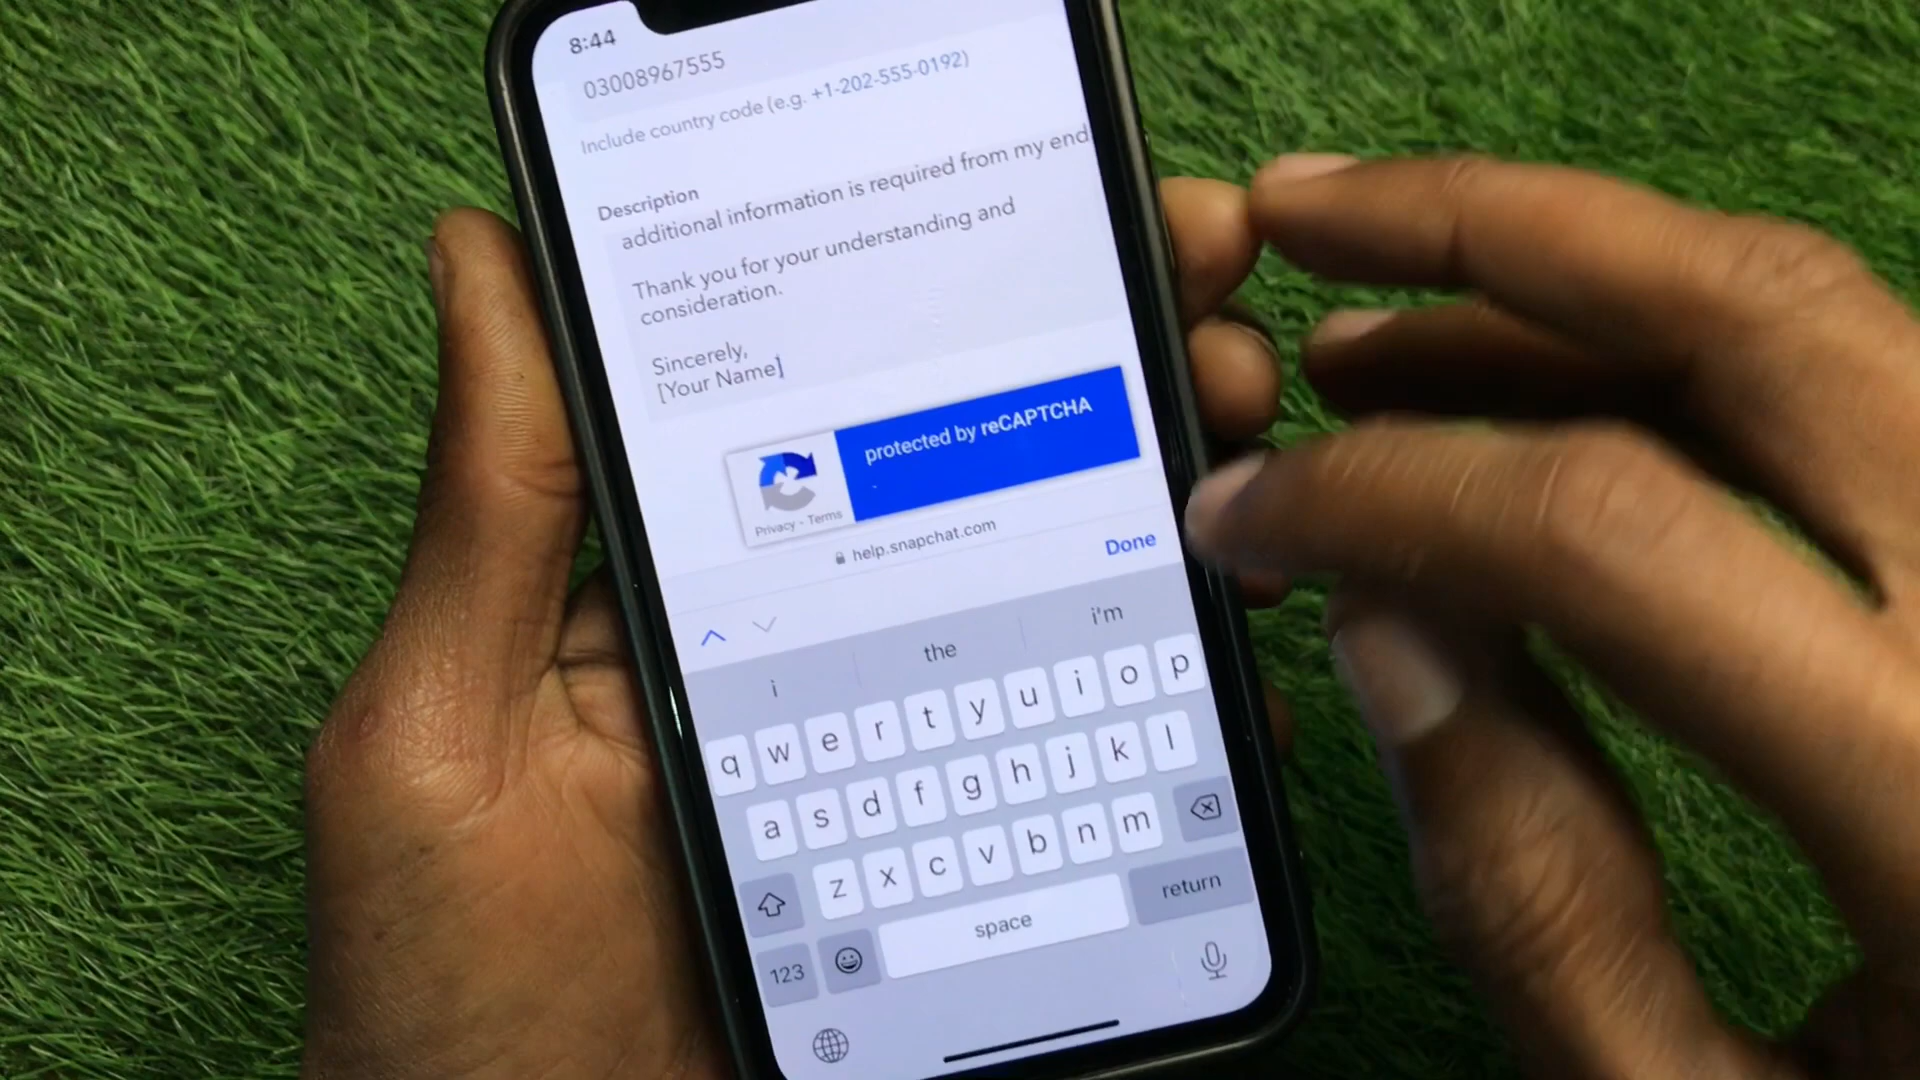 8:44
03008967555
Include country code (e.g. +1-202-555-0192)
Description
additional information is required from my end
Thank you for your understanding and
consideration.
Sincerely,
[Your Name]
protected by reCAPTCHA
Privacy - Terms
help.snapchat.com
Done
i the i'm
q w e r t y u i o p
a s d f g h j k l
z x c v b n m
123 space return